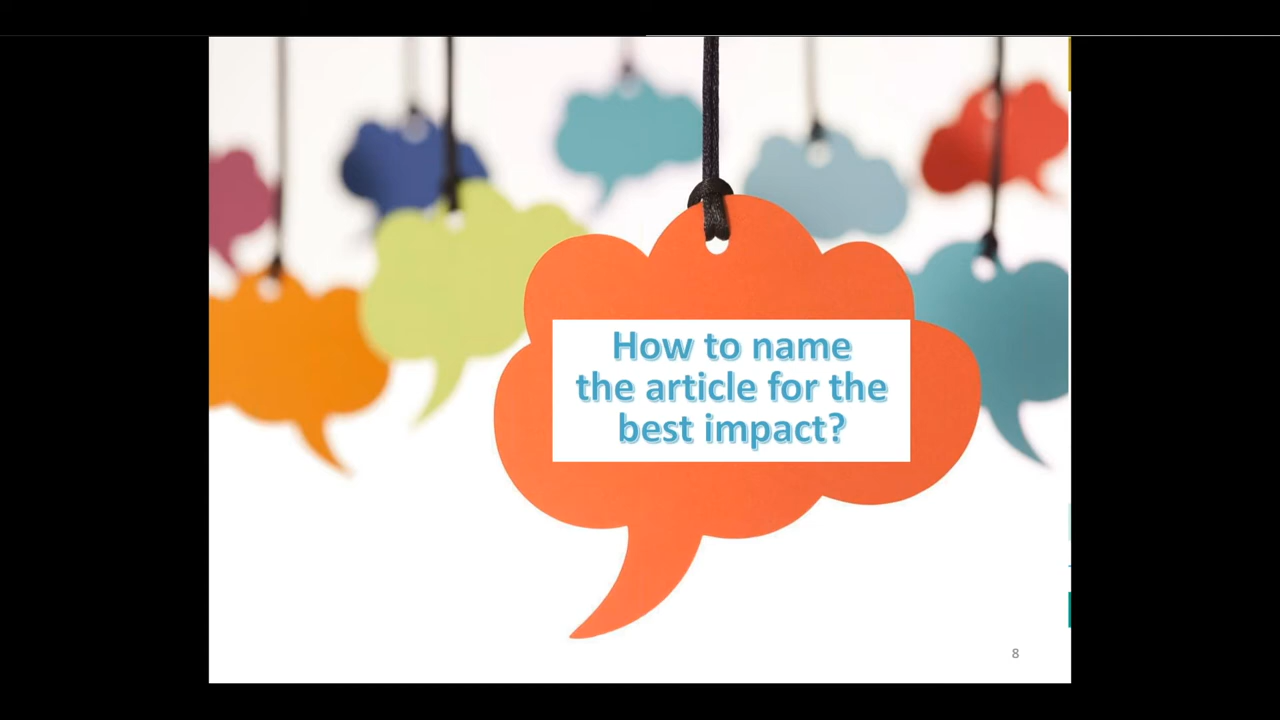 How to name
the article for the
best impact?
8